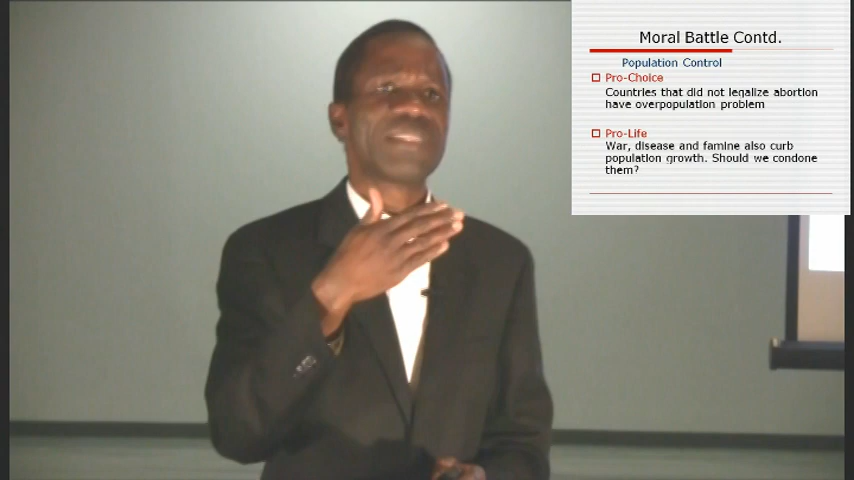 Moral Battle Contd.
Population Control
Pro-Choice
Countries that did not legalize abortion
have overpopulation problem
Pro-Life
War, disease and famine also curb
population growth. Should we condone
them?